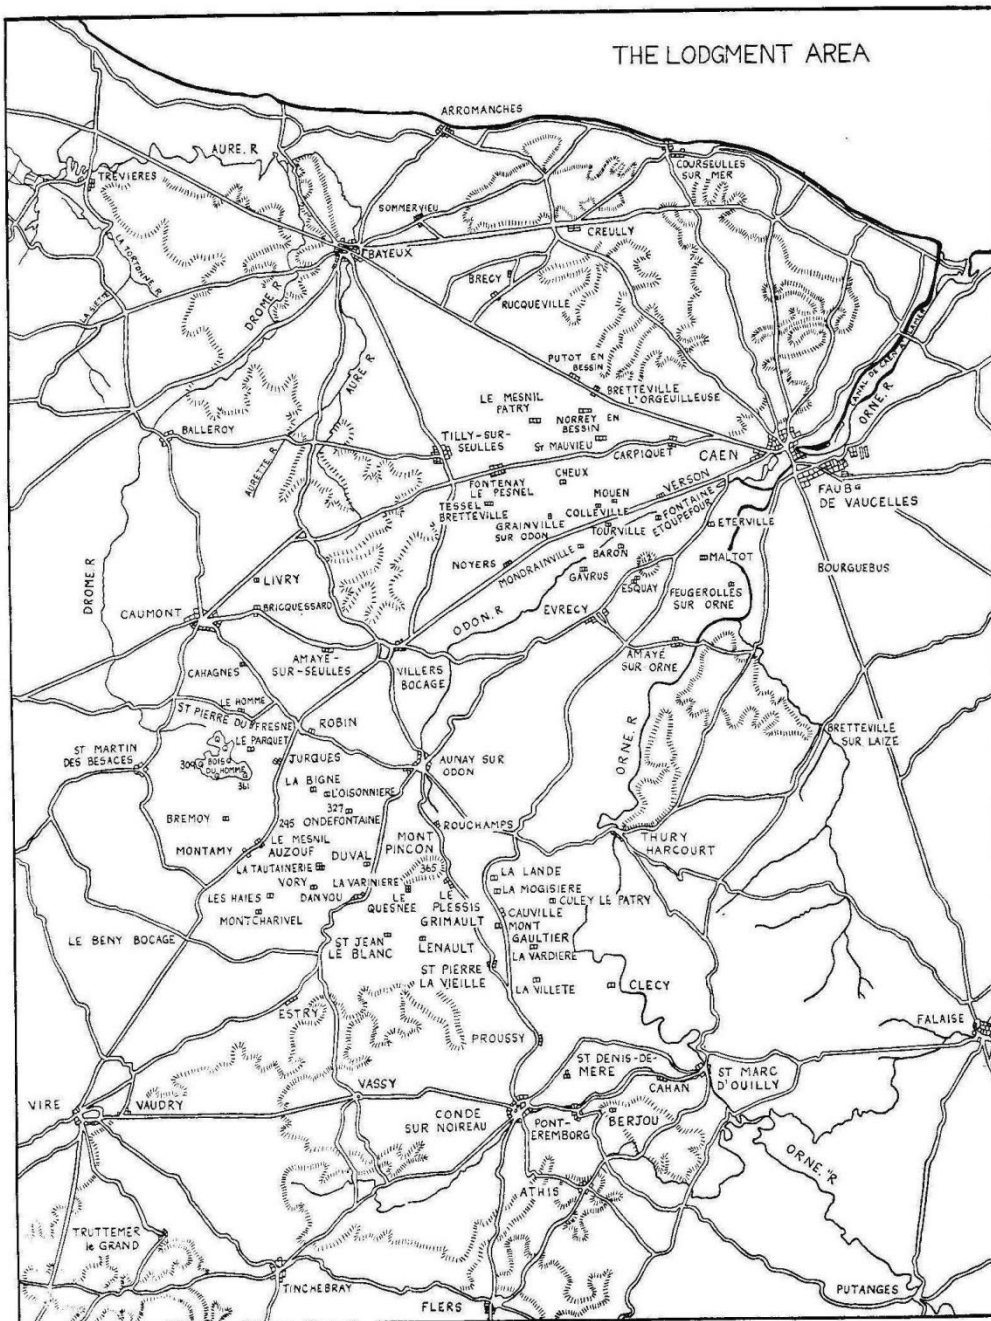 THE LODGMENT AREA
ARROMANCHES
AURE. R
TREVIERES
COURSEULLES
SUR MER
SOMMERVIEU
LA TORTONNE R
CREULLY
BAYEUX
BRECY
RUCQUEVILLE
DROME R
AURE R
PUTOT EN
BESSIN
CANAL DE CAEN A LA MER
ORNE. R
BRETTEVILLE
L'ORGEUILLEUSE
LE MESNIL
PATRY
NORREY EN
BESSIN
BALLEROY
TILLY-SUR-
SEULLES
ST MAUVIEU
CARPIQUET
CAEN
AURETTE R
FONTENAY
LE PESNEL
CHEUX
VERSON
FAUBG
DE VAUCELLES
TESSEL
BRETTEVILLE
MOUEN
COLLEVILLE
FONTAINE
ETOUPEFOUR
GRAINVILLE
SUR ODON
TOURVILLE
ETERVILLE
MONDRAINVILLE
BARON
112
MALTOT
BOURGUEBUS
NOYERS
GAVRUS
ESQUAY
FEUGEROLLES
SUR ORNE
DROME R
LIVRY
BRICQUESSARD
CAUMONT
ODON. R
EVRECY
AMAYÉ-
SUR-SEULLES
VILLERS
BOCAGE
AMAYÉ
SUR ORNE
CAHAGNES
LE HOMME
ST PIERRE DU FRESNE
ROBIN
ORNE. R
BRETTEVILLE
SUR LAIZE
LE PARQUET
ST MARTIN
DES BESACES
309
BOIS
DU HOMME
361
JURQUES
AUNAY SUR
ODON
LA BIGNE
L'OISONNIERE
327
BREMOY
245 ONDEFONTAINE
ROUCHAMPS
MONTAMY
LE MESNIL
AUZOUF
MONT
PINCON
THURY
HARCOURT
DUVAL
LA TAUTAINERIE
365
LA LANDE
VORY
LA VARINIERE
LA MOGISIERE
LES HAIES
DANVOU
LE
QUESNEE
LE
PLESSIS
GRIMAULT
CULEY LE PATRY
MONTCHARIVEL
CAUVILLE
MONT
GAULTIER
LE BENY BOCAGE
ST JEAN
LE BLANC
LENAULT
LA VARDIERE
ST PIERRE
LA VIEILLE
LA VILLETE
CLECY
ESTRY
FALAISE
PROUSSY
ST DENIS-DE-
MERE
ST MARC
D'OUILLY
CAHAN
VIRE
VAUDRY
VASSY
CONDE
SUR NOIREAU
PONT-
EREMBORG
BERJOU
ORNE. R
ATHIS
TRUTTEMER
le GRAND
TINCHEBRAY
FLERS
PUTANGES